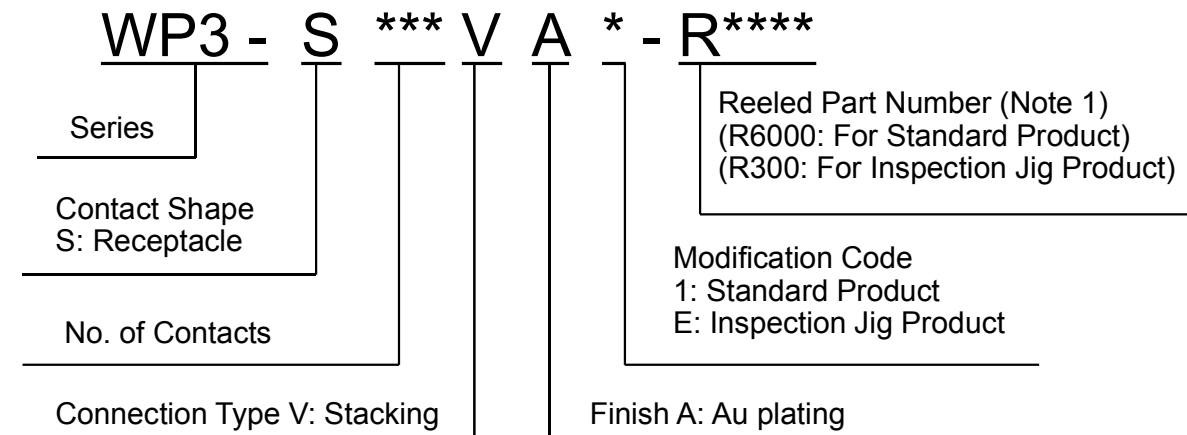 WP3 - S *** V A * - R****
Series
Reeled Part Number (Note 1)
(R6000: For Standard Product)
(R300: For Inspection Jig Product)
Contact Shape
S: Receptacle
Modification Code
1: Standard Product
E: Inspection Jig Product
No. of Contacts
Connection Type V: Stacking
Finish A: Au plating